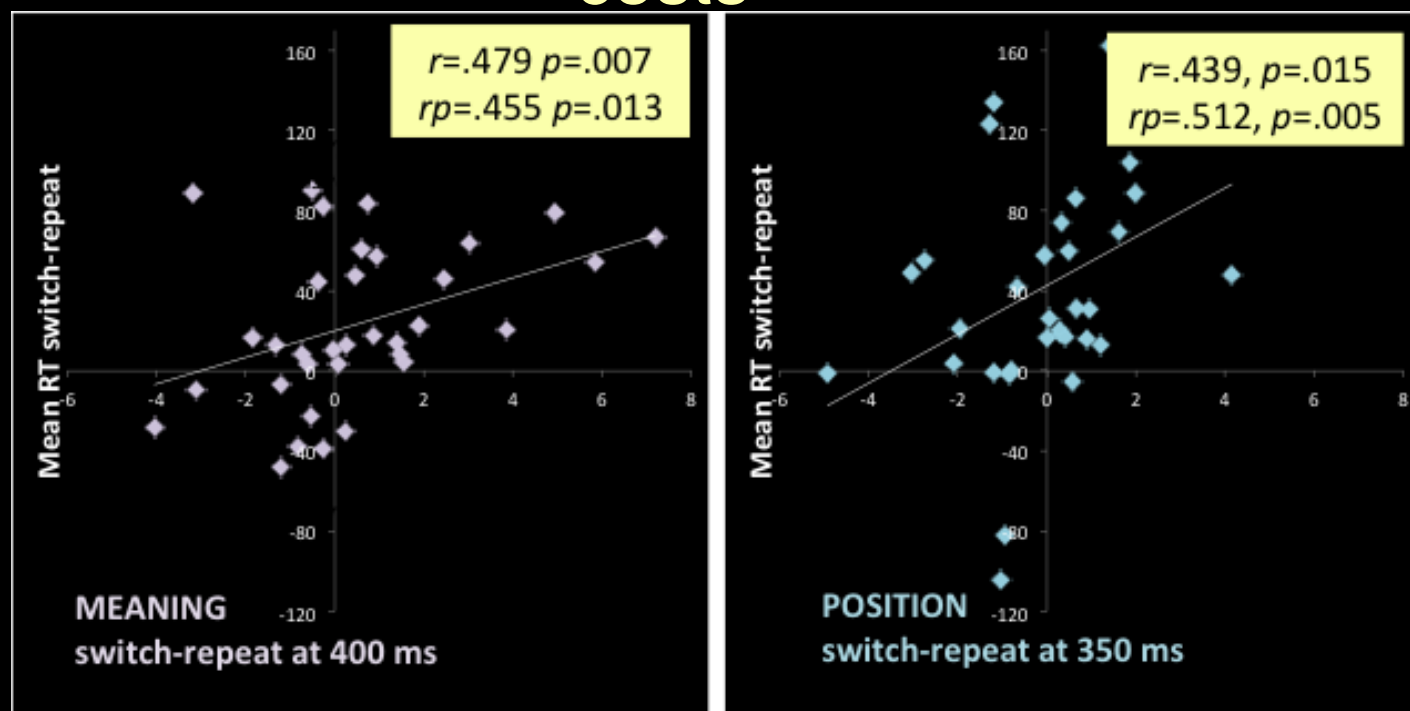 costs
r=.479 p=.007
rp=.455 p=.013
Mean RT switch-repeat
160
120
80
40
0
-40
-80
-120
-6
-4
-2
0
2
4
6
8
MEANING
switch-repeat at 400 ms
r=.439, p=.015
rp=.512, p=.005
Mean RT switch-repeat
160
120
80
40
0
-40
-80
-120
-6
-4
-2
0
2
4
6
8
POSITION
switch-repeat at 350 ms